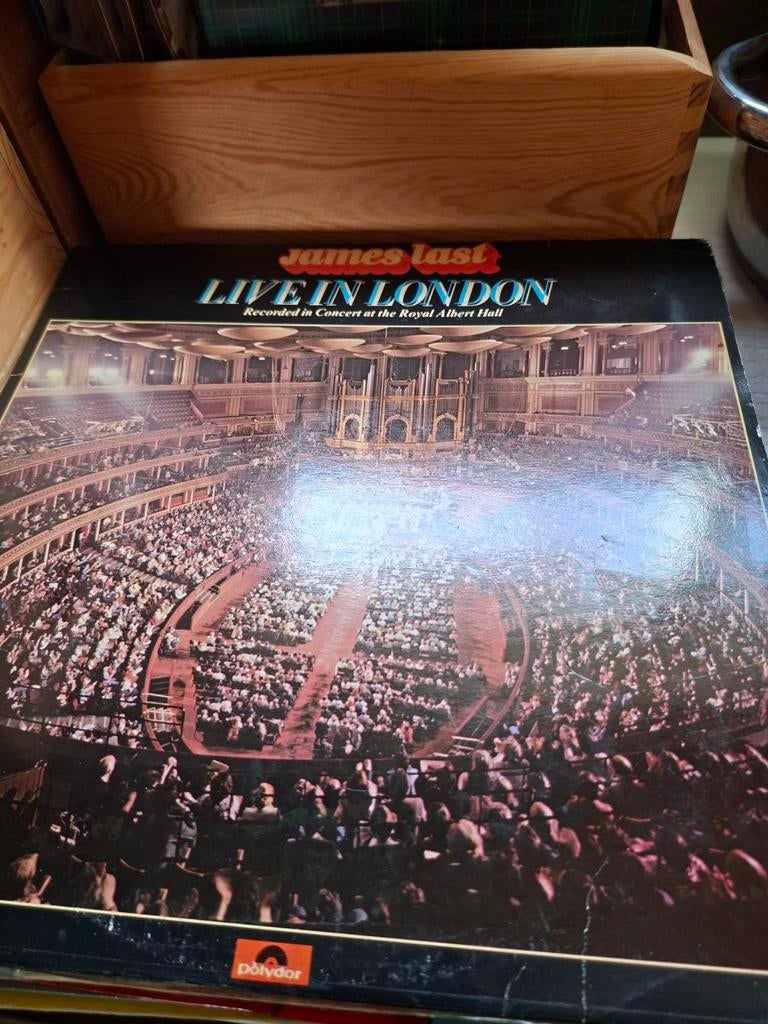 James Last
LIVE IN LONDON
Recorded in Concert at the Royal Albert Hall
polydor